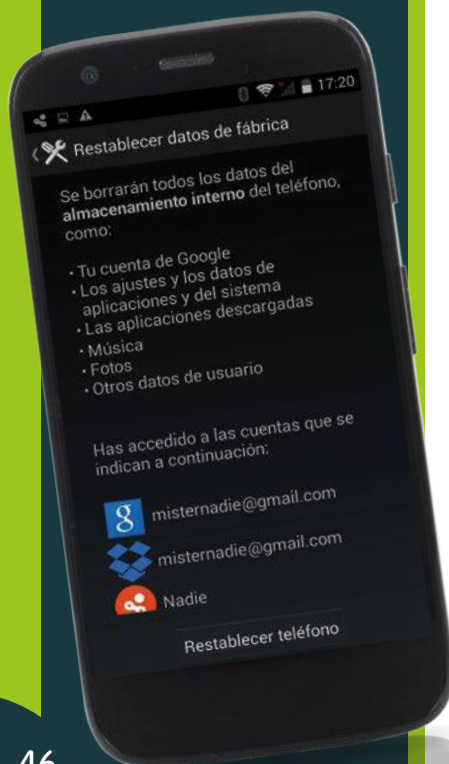 17:20
Restablecer datos de fábrica
Se borrarán todos los datos del
almacenamiento interno del teléfono,
como:
· Tu cuenta de Google
· Los ajustes y los datos de
aplicaciones y del sistema
· Las aplicaciones descargadas
· Música
· Fotos
· Otros datos de usuario
Has accedido a las cuentas que se
indican a continuación:
g misternadie@gmail.com
misternadie@gmail.com
Nadie
Restablecer teléfono